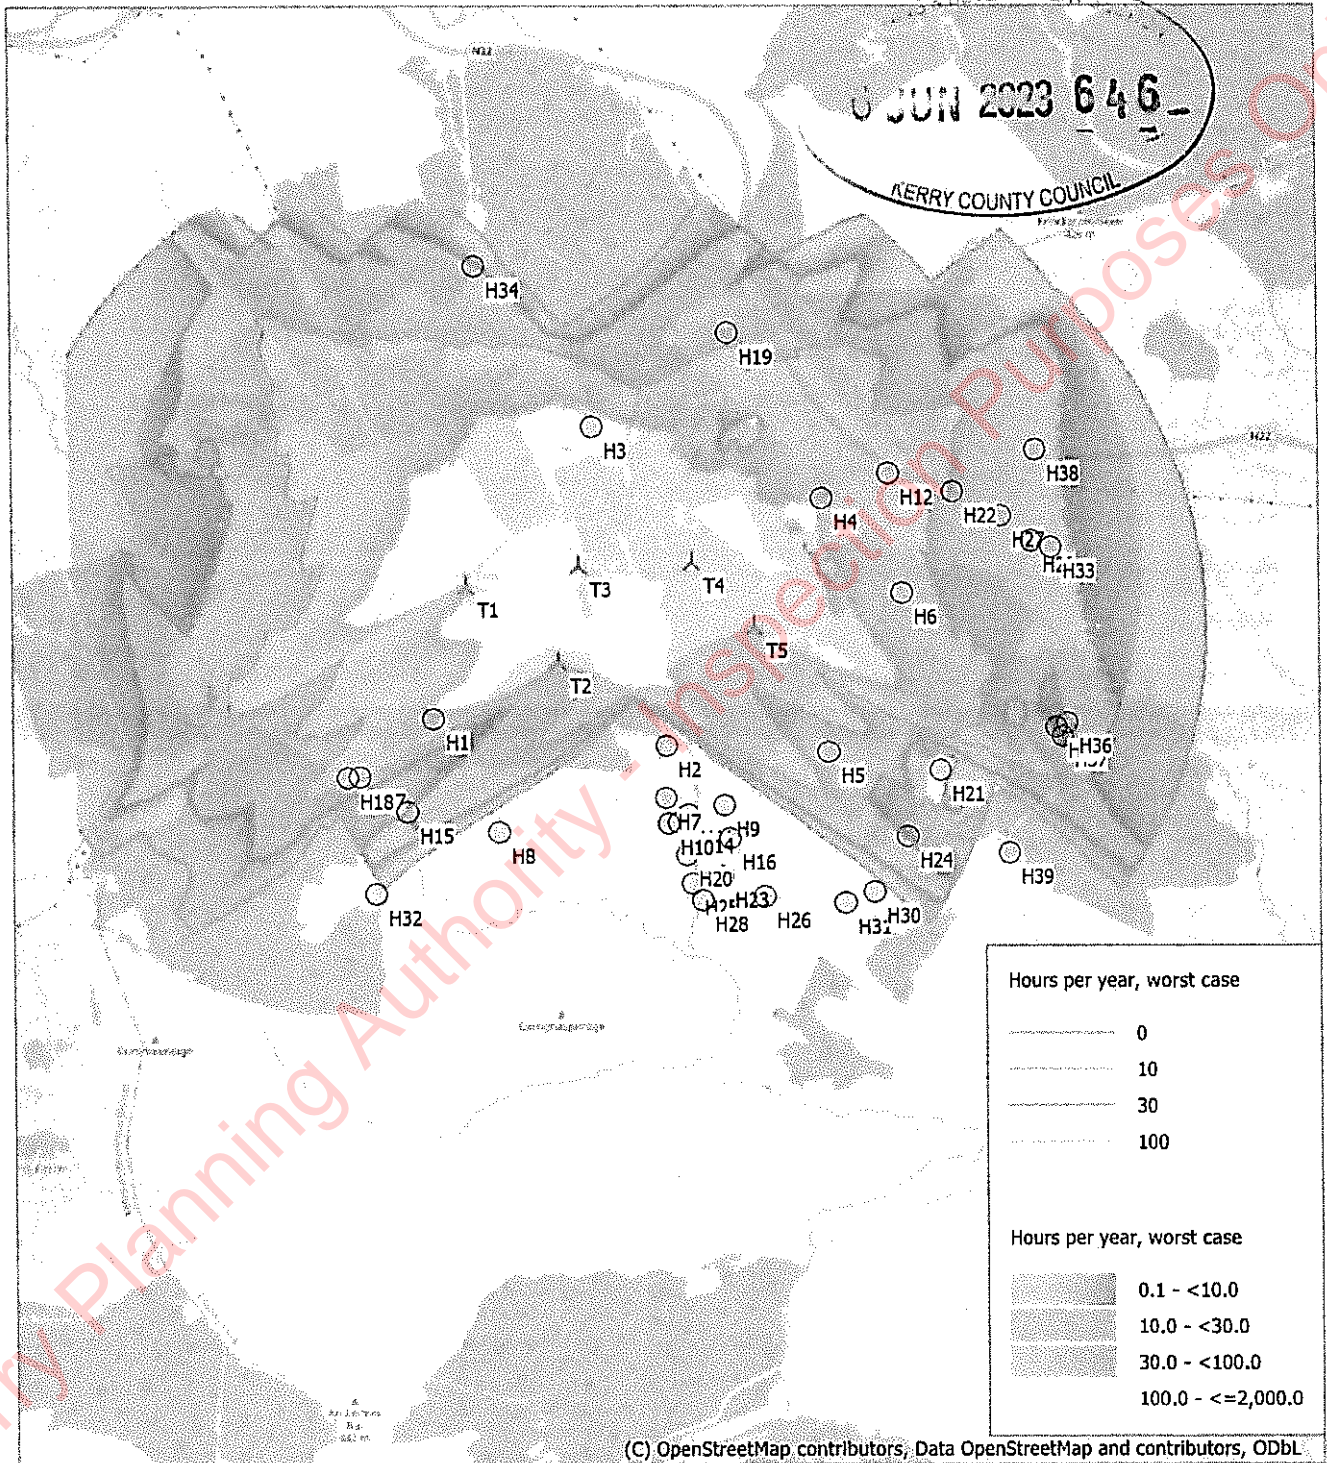 N22
JUN 2023 646
KERRY COUNTY COUNCIL
H34
H19
H3
N22
H38
H12
H4
H22
H27
H33
T3
T4
T1
H6
T5
T2
H1
H2
H36
H37
H5
H21
H187
H7
H15
H9
H8
H1014
H16
H24
H39
H20
H32
H25
H23
H26
H30
H31
H28
Hours per year, worst case
0
10
30
100
Hours per year, worst case
0.1 - <10.0
10.0 - <30.0
30.0 - <100.0
100.0 - <=2,000.0
(C) OpenStreetMap contributors, Data OpenStreetMap and contributors, ODbL
Planning Authority - Inspection Purposes